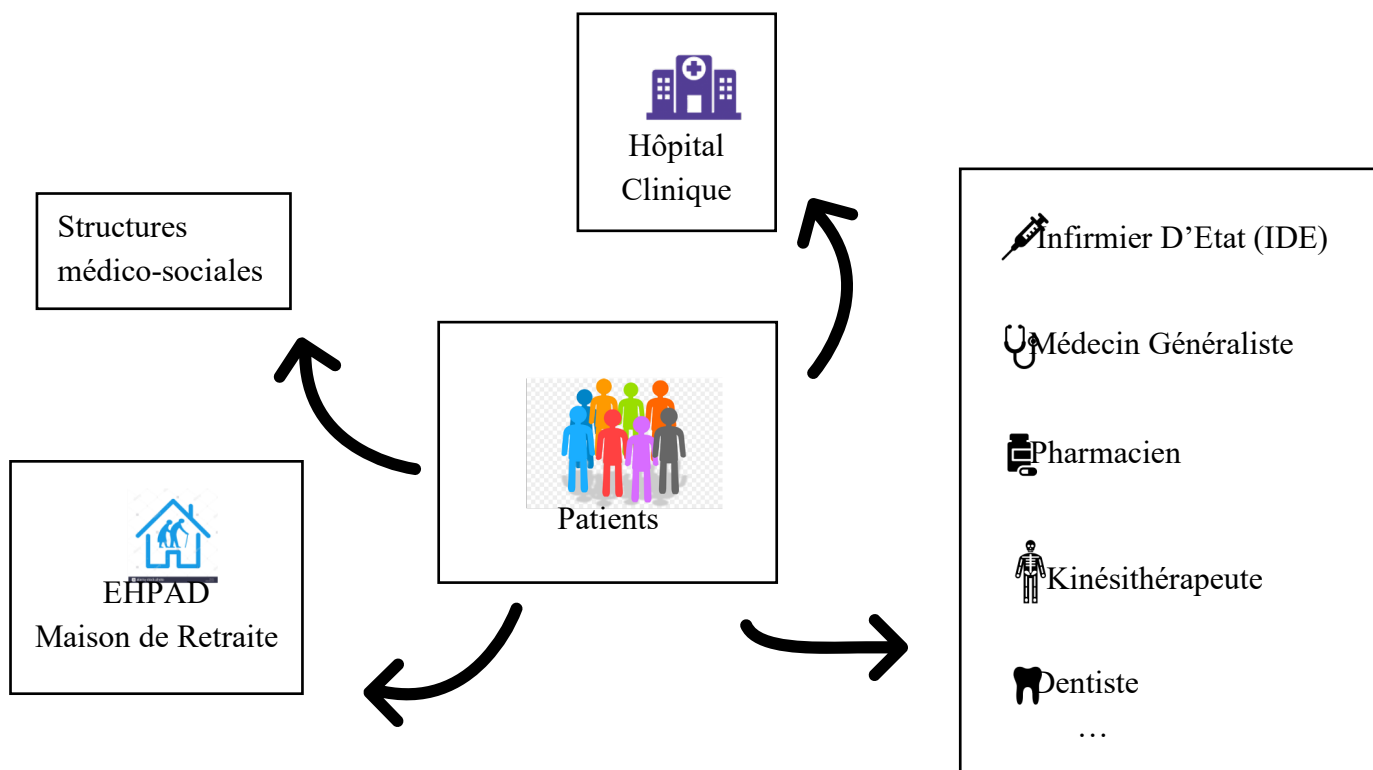 Hôpital
Clinique
Structures
médico-sociales
Infirmier D’Etat (IDE)
Médecin Généraliste
Pharmacien
Kinésithérapeute
Dentiste
…
Patients
EHPAD
Maison de Retraite